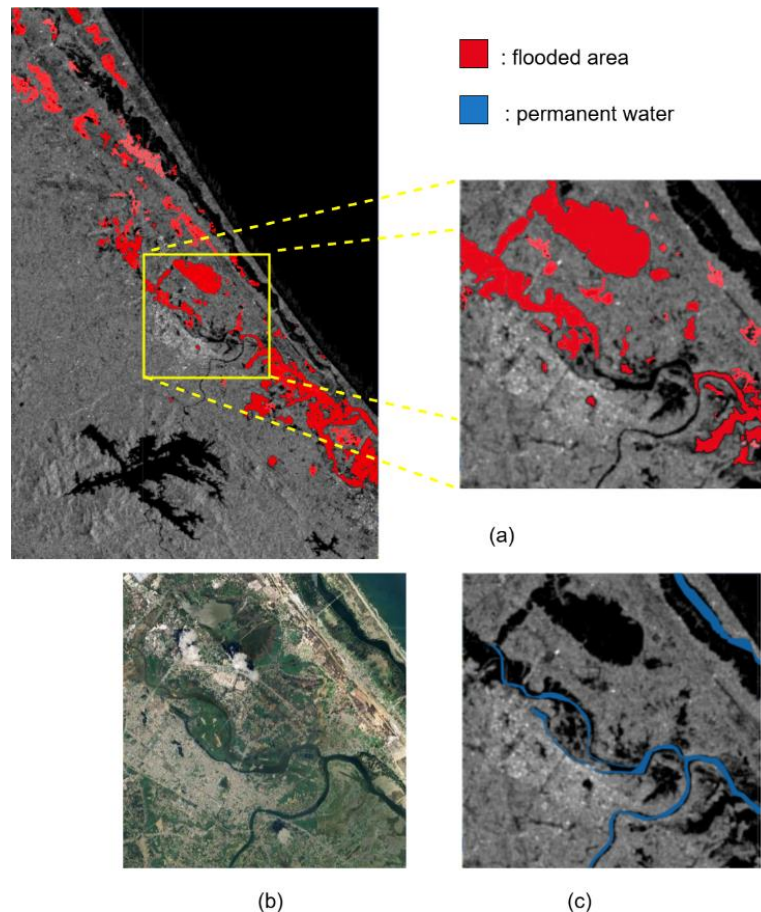 : flooded area
: permanent water
(a)
(b)
(c)